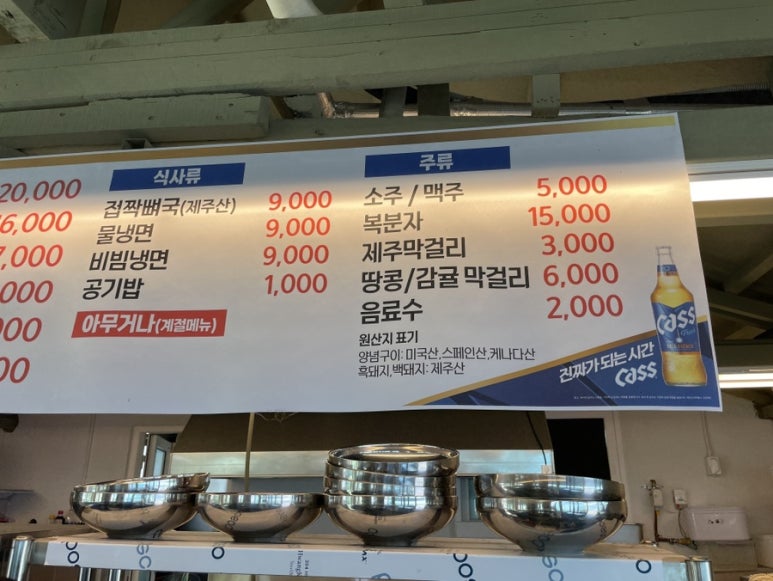 20,000
6,000
7,000
000
000
00
식사류
접짝뼈국(제주산) 9,000
물냉면 9,000
비빔냉면 9,000
공기밥 1,000
아무거나(계절메뉴)
주류
소주 / 맥주 5,000
복분자 15,000
제주막걸리 3,000
땅콩/감귤 막걸리 6,000
음료수 2,000
원산지 표기
양념구이: 미국산,스페인산,케나다산
흑돼지,백돼지: 제주산
진짜가 되는 시간
Cass
Cass